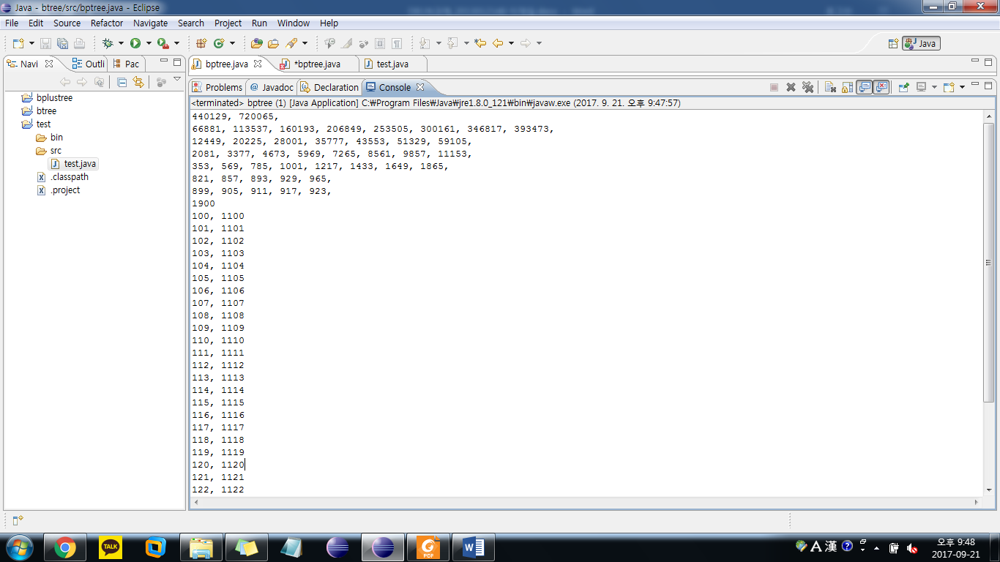 Java - btree/src/bptree.java - Eclipse
File Edit Source Refactor Navigate Search Project Run Window Help
Java
Navi Outli Pac
bptree.java *bptree.java test.java
bplustree
btree
test
bin
src
test.java
.classpath
.project
Problems @ Javadoc Declaration Console
<terminated> bptree (1) [Java Application] C:₩Program Files₩Java₩jre1.8.0_121₩bin₩javaw.exe (2017. 9. 21. 오후 9:47:57)
440129, 720065,
66881, 113537, 160193, 206849, 253505, 300161, 346817, 393473,
12449, 20225, 28001, 35777, 43553, 51329, 59105,
2081, 3377, 4673, 5969, 7265, 8561, 9857, 11153,
353, 569, 785, 1001, 1217, 1433, 1649, 1865,
821, 857, 893, 929, 965,
899, 905, 911, 917, 923,
1900
100, 1100
101, 1101
102, 1102
103, 1103
104, 1104
105, 1105
106, 1106
107, 1107
108, 1108
109, 1109
110, 1110
111, 1111
112, 1112
113, 1113
114, 1114
115, 1115
116, 1116
117, 1117
118, 1118
119, 1119
120, 1120
121, 1121
122, 1122
TALK
PDF
A 漢
오후 9:48
2017-09-21